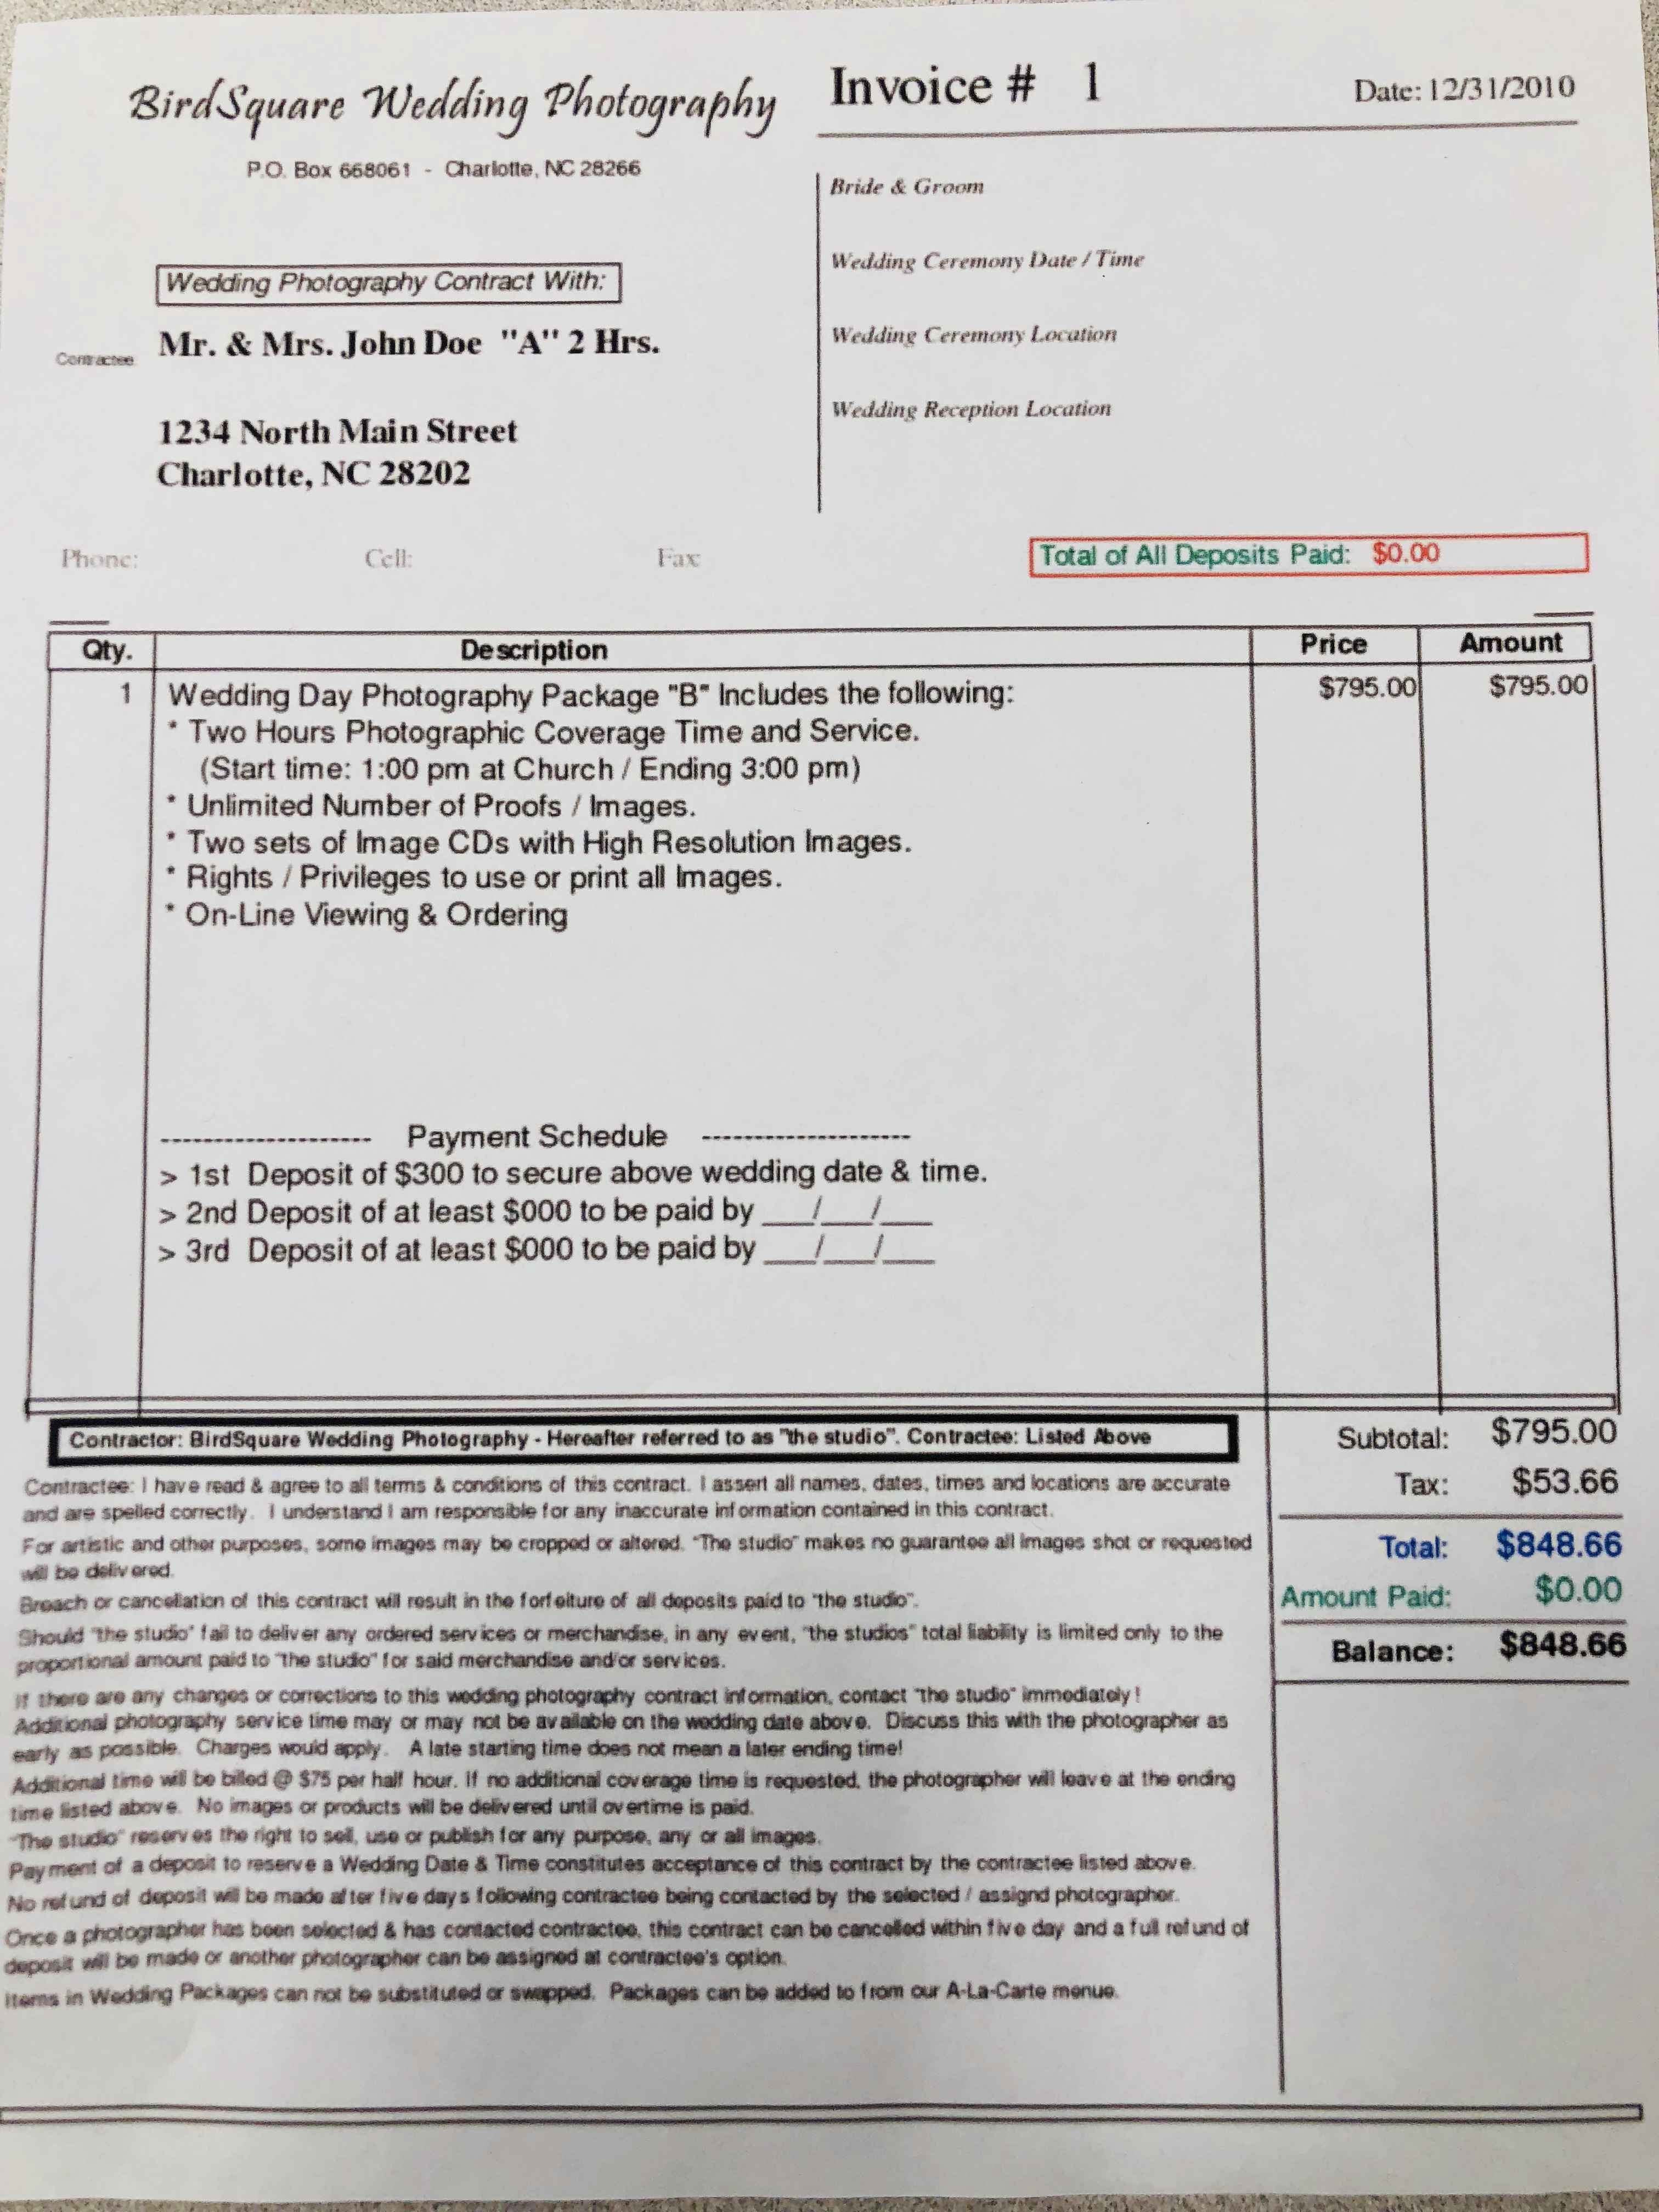 BirdSquare Wedding Photography
P.O. Box 668061 - Charlotte, NC 28266
Invoice # 1
Date: 12/31/2010
Bride & Groom
Wedding Ceremony Date / Time
Wedding Ceremony Location
Wedding Reception Location
Wedding Photography Contract With:
Contractee
Mr. & Mrs. John Doe "A" 2 Hrs.
1234 North Main Street
Charlotte, NC 28202
Phone: Cell: Fax:
Total of All Deposits Paid: $0.00
Qty. Description Price Amount
1 Wedding Day Photography Package "B" Includes the following: $795.00 $795.00
* Two Hours Photographic Coverage Time and Service.
(Start time: 1:00 pm at Church / Ending 3:00 pm)
* Unlimited Number of Proofs / Images.
* Two sets of Image CDs with High Resolution Images.
* Rights / Privileges to use or print all Images.
* On-Line Viewing & Ordering
--------------------- Payment Schedule ---------------------
> 1st Deposit of $300 to secure above wedding date & time.
> 2nd Deposit of at least $000 to be paid by ___/___/___
> 3rd Deposit of at least $000 to be paid by ___/___/___
Contractor: BirdSquare Wedding Photography - Hereafter referred to as "the studio". Contractee: Listed Above
Contractee: I have read & agree to all terms & conditions of this contract. I assert all names, dates, times and locations are accurate
and are spelled correctly. I understand I am responsible for any inaccurate information contained in this contract.
For artistic and other purposes, some images may be cropped or altered. "The studio" makes no guarantee all images shot or requested
will be delivered.
Breach or cancellation of this contract will result in the forfeiture of all deposits paid to "the studio".
Should "the studio' fail to deliver any ordered services or merchandise, in any event, "the studios" total liability is limited only to the
proportional amount paid to "the studio" for said merchandise and/or services.
If there are any changes or corrections to this wedding photography contract information, contact "the studio" immediately!
Additional photography service time may or may not be available on the wedding date above. Discuss this with the photographer as
early as possible. Charges would apply. A late starting time does not mean a later ending time!
Additional time will be billed @ $75 per half hour. If no additional coverage time is requested, the photographer will leave at the ending
time listed above. No images or products will be delivered until overtime is paid.
"The studio" reserves the right to sell, use or publish for any purpose, any or all images.
Payment of a deposit to reserve a Wedding Date & Time constitutes acceptance of this contract by the contractee listed above.
No refund of deposit will be made after five days following contractee being contacted by the selected / assignd photographer.
Once a photographer has been selected & has contacted contractee, this contract can be cancelled within five day and a full refund of
deposit will be made or another photographer can be assigned at contractee's option.
Items in Wedding Packages can not be substituted or swapped. Packages can be added to from our A-La-Carte menue.
Subtotal: $795.00
Tax: $53.66
Total: $848.66
Amount Paid: $0.00
Balance: $848.66